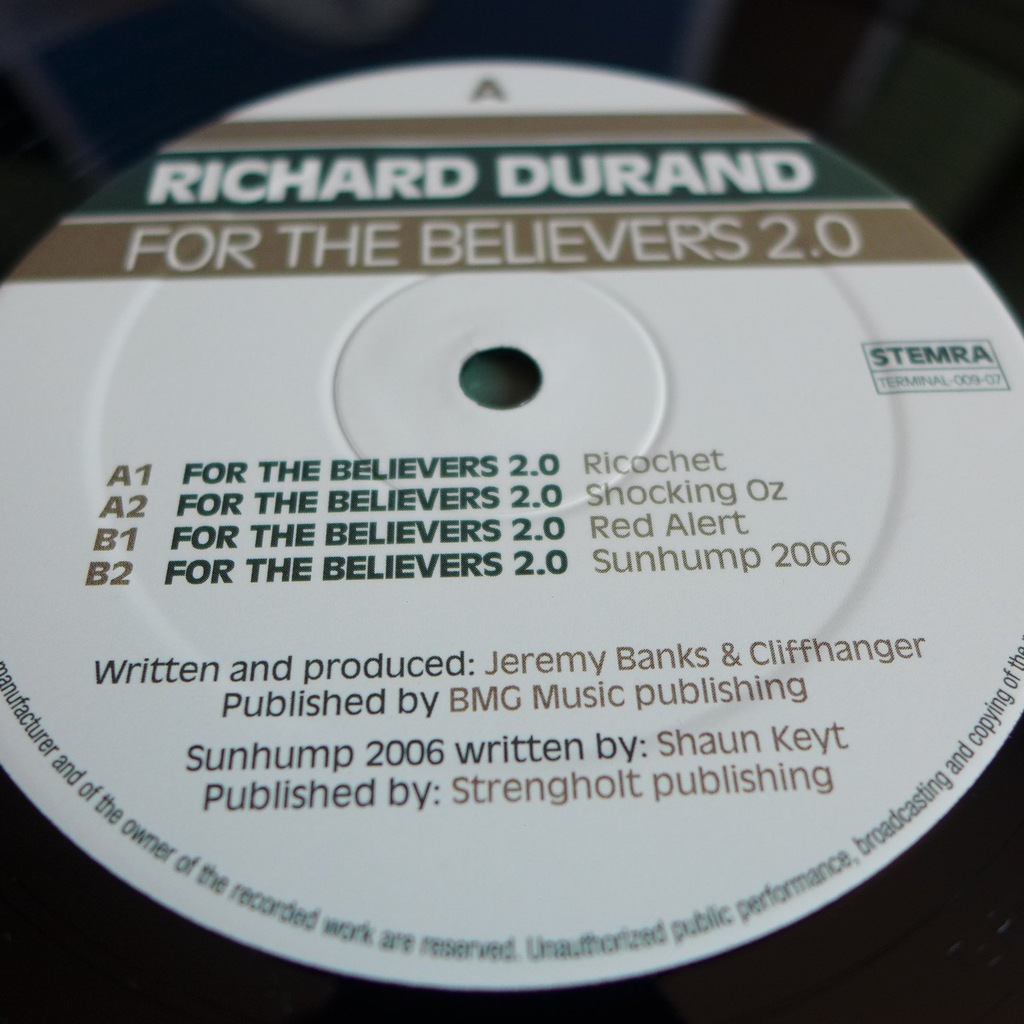 A
RICHARD DURAND
FOR THE BELIEVERS 2.0
STEMRA
TERMINAL-009-07
A1 FOR THE BELIEVERS 2.0 Ricochet
A2 FOR THE BELIEVERS 2.0 Shocking Oz
B1 FOR THE BELIEVERS 2.0 Red Alert
B2 FOR THE BELIEVERS 2.0 Sunhump 2006
Written and produced: Jeremy Banks & Cliffhanger
Published by BMG Music publishing
Sunhump 2006 written by: Shaun Keyt
Published by: Strengholt publishing
manufacturer and of the owner of the recorded work are reserved. Unauthorized public performance, broadcasting and copying of the